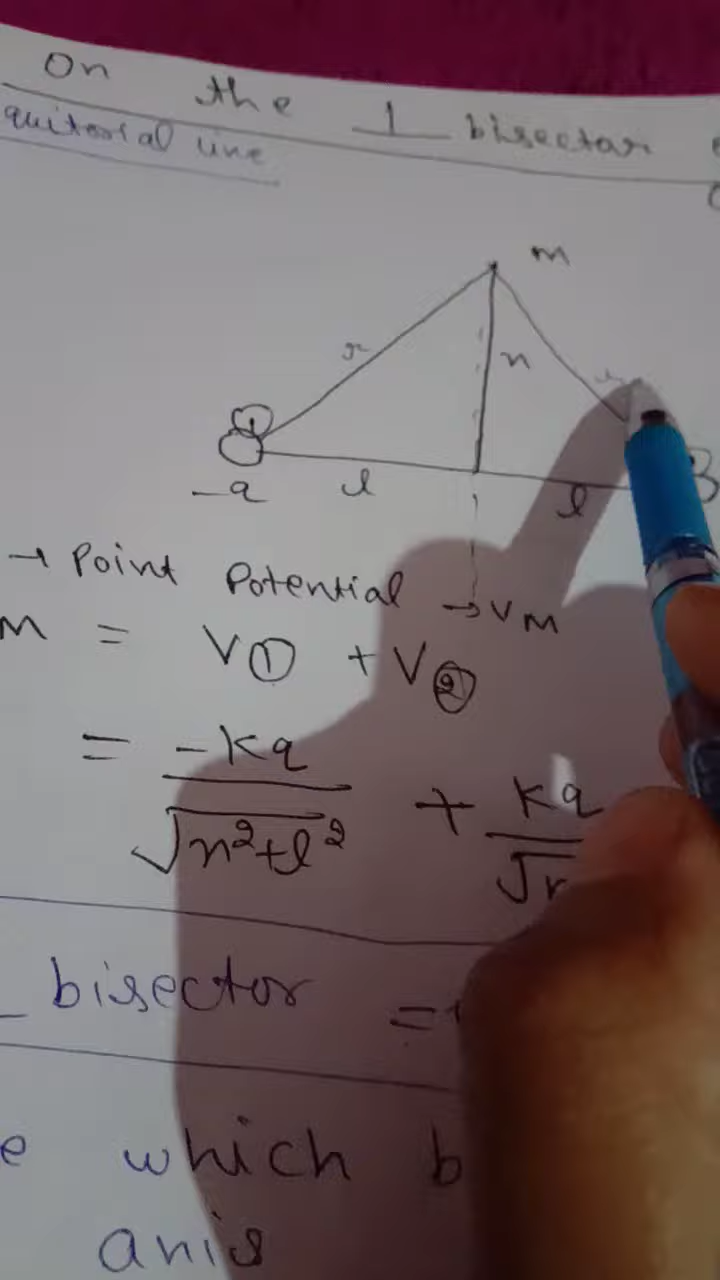 on the ⊥ bisector
quitorial line
m
r
n
-q l l
→ Point Potential → VM
M = V① + V②
= -Kq/√n²+l² + Kq/√
bisector =
e which b
anis